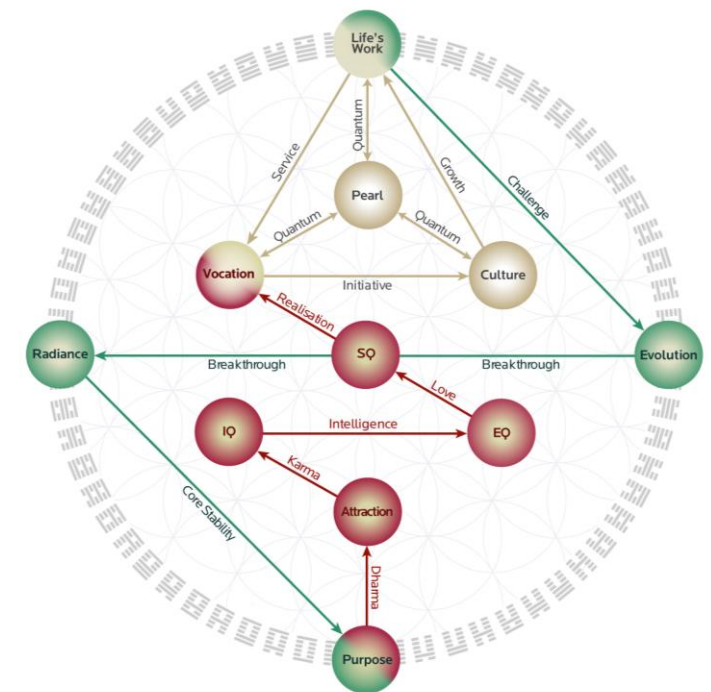 Life's
Work
Quantum
Service
Growth
Challenge
Pearl
Quantum
Quantum
Vocation
Culture
Initiative
Realisation
Radiance
SQ
Evolution
Breakthrough
Breakthrough
Love
IQ
Intelligence
EQ
Karma
Core Stability
Attraction
Dharma
Purpose